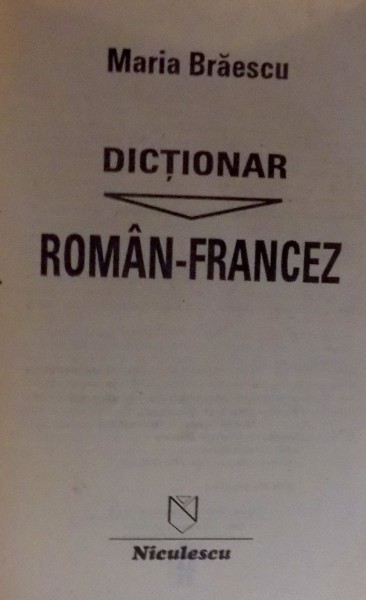 Maria Brăescu
DICȚIONAR
ROMÂN-FRANCEZ
Niculescu